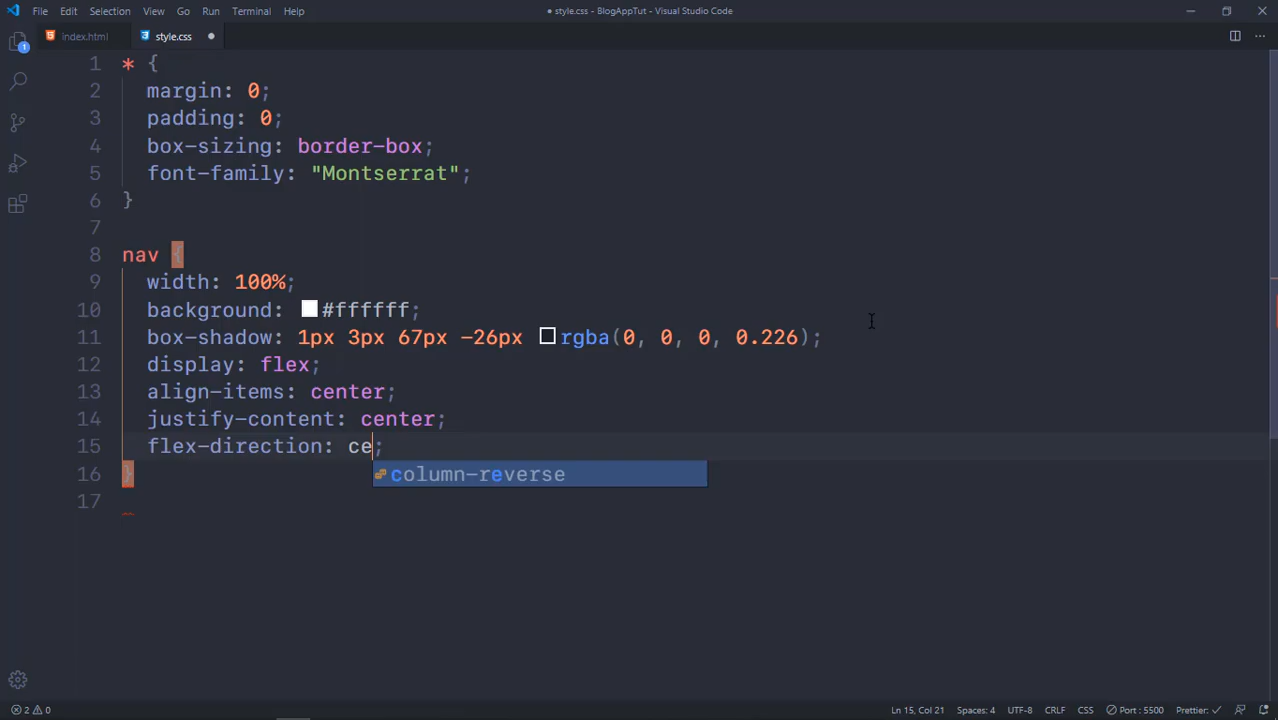 File Edit Selection View Go Run Terminal Help ● style.css - BlogAppTut - Visual Studio Code
index.html style.css
1 * {
2 margin: 0;
3 padding: 0;
4 box-sizing: border-box;
5 font-family: "Montserrat";
6 }
7
8 nav {
9 width: 100%;
10 background: #ffffff;
11 box-shadow: 1px 3px 67px -26px rgba(0, 0, 0, 0.226);
12 display: flex;
13 align-items: center;
14 justify-content: center;
15 flex-direction: ce;
column-reverse
16 }
17
1
2 0 Ln 15, Col 21 Spaces: 4 UTF-8 CRLF CSS Port : 5500 Prettier: ✓